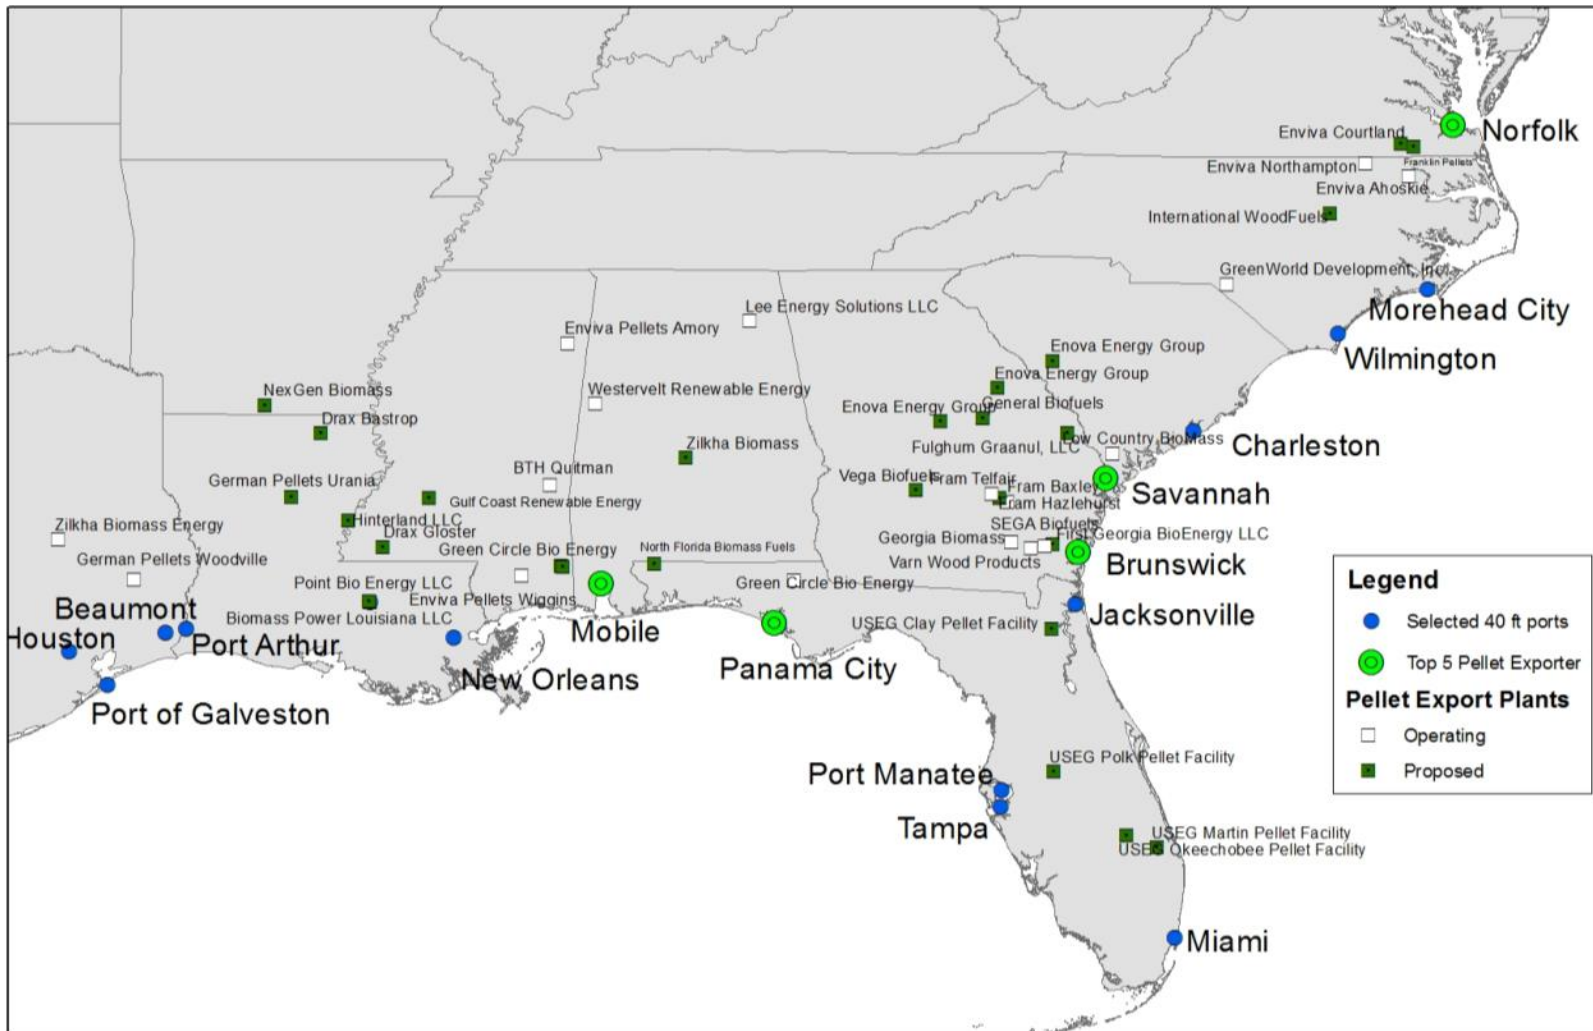 Norfolk
Enviva Courtland
Franklin Pellets
Enviva Northampton
Enviva Ahoskie
International WoodFuels
GreenWorld Development, Inc.
Morehead City
Wilmington
Lee Energy Solutions LLC
Enviva Pellets Amory
Enova Energy Group
Enova Energy Group
NexGen Biomass
Westervelt Renewable Energy
Enova Energy Group
General Biofuels
Drax Bastrop
Zilkha Biomass
Fulghum Graanul, LLC
Low Country BioMass
Charleston
BTH Quitman
German Pellets Urania
Vega Biofuels
Fram Telfair
Fram Baxley
Savannah
Gulf Coast Renewable Energy
Fram Hazlehurst
Zilkha Biomass Energy
Hinterland LLC
SEGA Biofuels
Drax Gloster
Georgia Biomass
First Georgia BioEnergy LLC
German Pellets Woodville
Green Circle Bio Energy
North Florida Biomass Fuels
Varn Wood Products
Brunswick
Point Bio Energy LLC
Green Circle Bio Energy
Enviva Pellets Wiggins
Beaumont
Biomass Power Louisiana LLC
Jacksonville
Houston
Port Arthur
Mobile
USEG Clay Pellet Facility
New Orleans
Panama City
Port of Galveston
USEG Polk Pellet Facility
Port Manatee
Tampa
USEG Martin Pellet Facility
USEG Okeechobee Pellet Facility
Miami
Legend
Selected 40 ft ports
Top 5 Pellet Exporter
Pellet Export Plants
Operating
Proposed